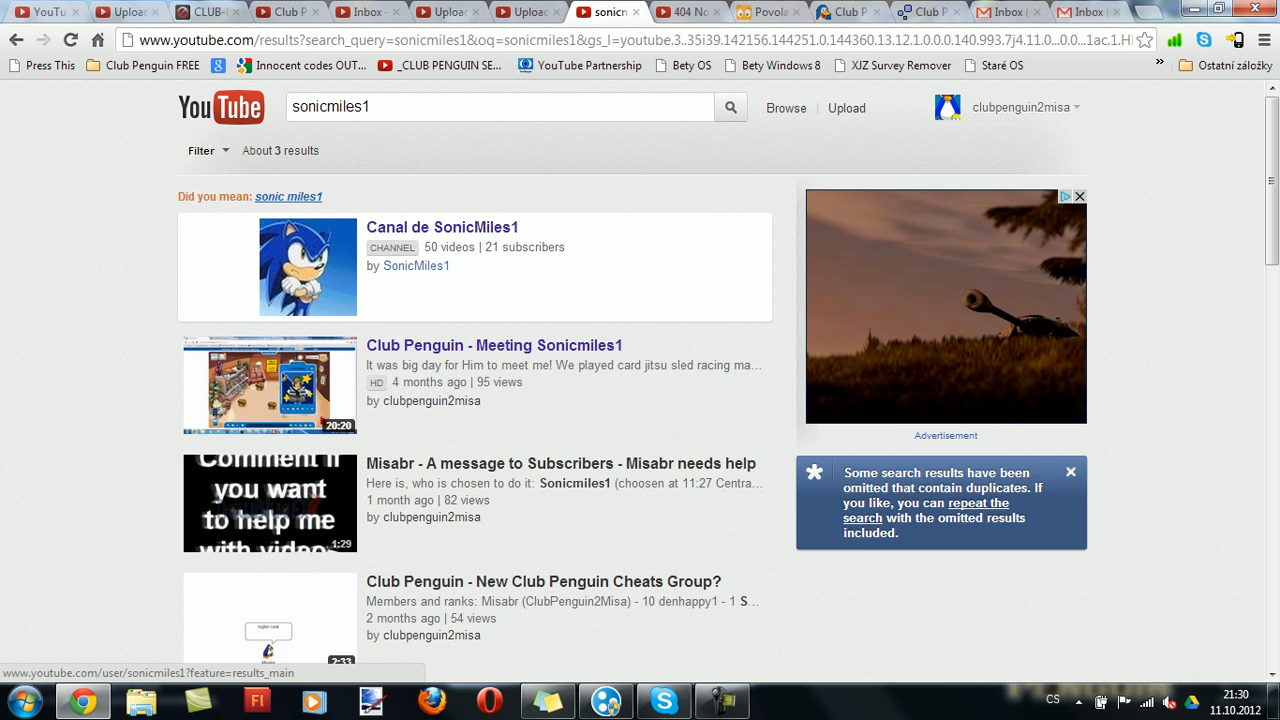 YouTu
Upload
CLUB-
Club P
Inbox -
Upload
Upload
sonicn
404 No
Povola
Club P
Club P
Inbox (
Inbox (
www.youtube.com/results?search_query=sonicmiles1&oq=sonicmiles1&gs_l=youtube.3..35i39.142156.144251.0.144360.13.12.1.0.0.0.140.993.7j4.11.0...0.0...1ac.1.H
Press This
Club Penguin FREE
Innocent codes OUT...
_CLUB PENGUIN SE...
YouTube Partnership
Bety OS
Bety Windows 8
XJZ Survey Remover
Staré OS
»
Ostatní záložky
YouTube
sonicmiles1
Browse
Upload
clubpenguin2misa
Filter
About 3 results
Did you mean: sonic miles1
Canal de SonicMiles1
CHANNEL 50 videos | 21 subscribers
by SonicMiles1
Club Penguin - Meeting Sonicmiles1
It was big day for Him to meet me! We played card jitsu sled racing ma...
HD 4 months ago | 95 views
by clubpenguin2misa
20:20
Comment if
you want
to help me
with videos
1:29
Misabr - A message to Subscribers - Misabr needs help
Here is, who is chosen to do it: Sonicmiles1 (choosen at 11:27 Centra...
1 month ago | 82 views
by clubpenguin2misa
Club Penguin - New Club Penguin Cheats Group?
Members and ranks: Misabr (ClubPenguin2Misa) - 10 denhappy1 - 1 S...
2 months ago | 54 views
by clubpenguin2misa
2:33
Advertisement
Some search results have been
omitted that contain duplicates. If
you like, you can repeat the
search with the omitted results
included.
www.youtube.com/user/sonicmiles1?feature=results_main
Fl
CS
21:30
11.10.2012